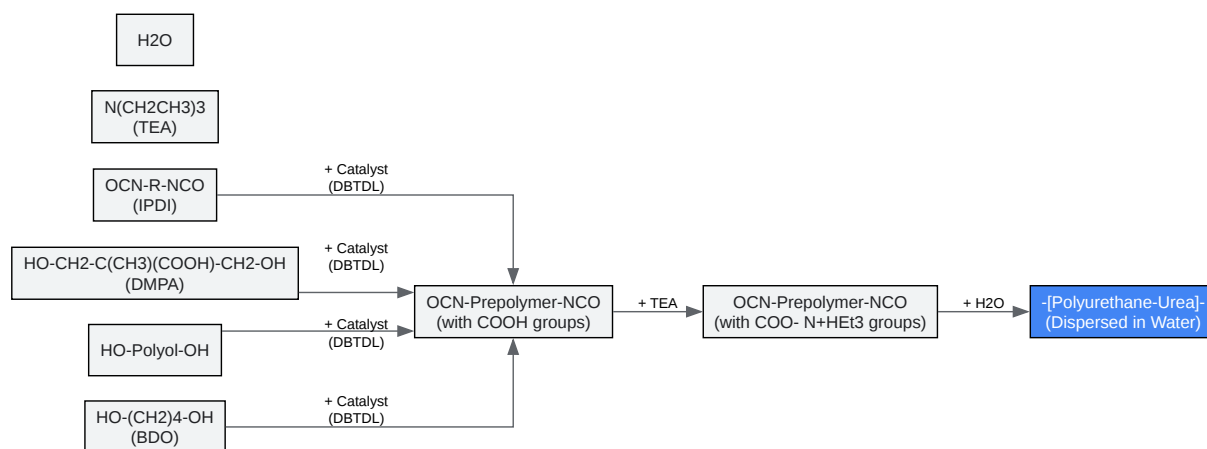 H2O
N(CH2CH3)3
(TEA)
OCN-R-NCO
(IPDI)
+ Catalyst
(DBTDL)
HO-CH2-C(CH3)(COOH)-CH2-OH
(DMPA)
+ Catalyst
(DBTDL)
HO-Polyol-OH
+ Catalyst
(DBTDL)
HO-(CH2)4-OH
(BDO)
+ Catalyst
(DBTDL)
OCN-Prepolymer-NCO
(with COOH groups)
+ TEA
OCN-Prepolymer-NCO
(with COO- N+HEt3 groups)
+ H2O
-[Polyurethane-Urea]-
(Dispersed in Water)